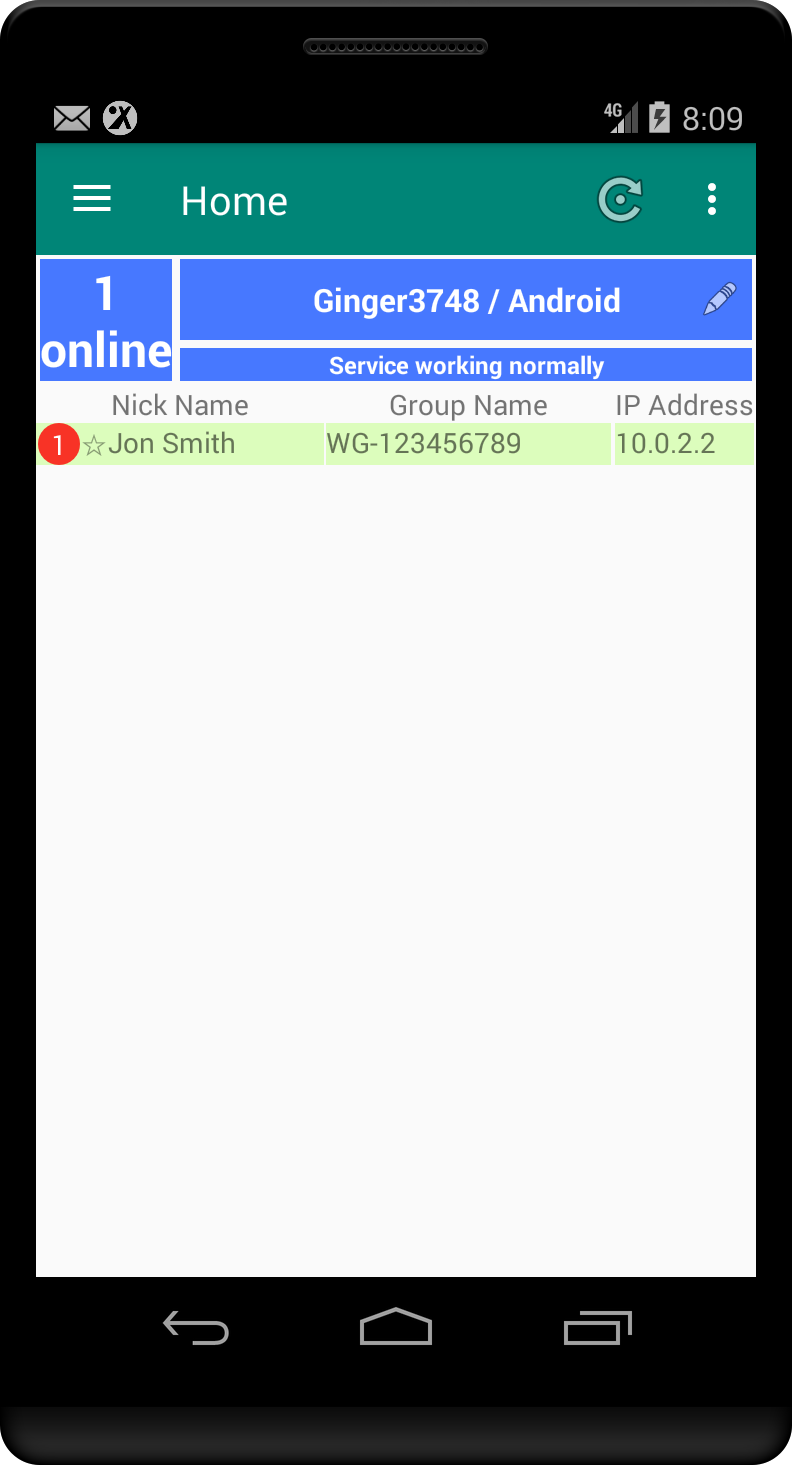 4G 8:09
Home
1
online
Ginger3748 / Android
Service working normally
Nick Name Group Name IP Address
1 ☆Jon Smith WG-123456789 10.0.2.2